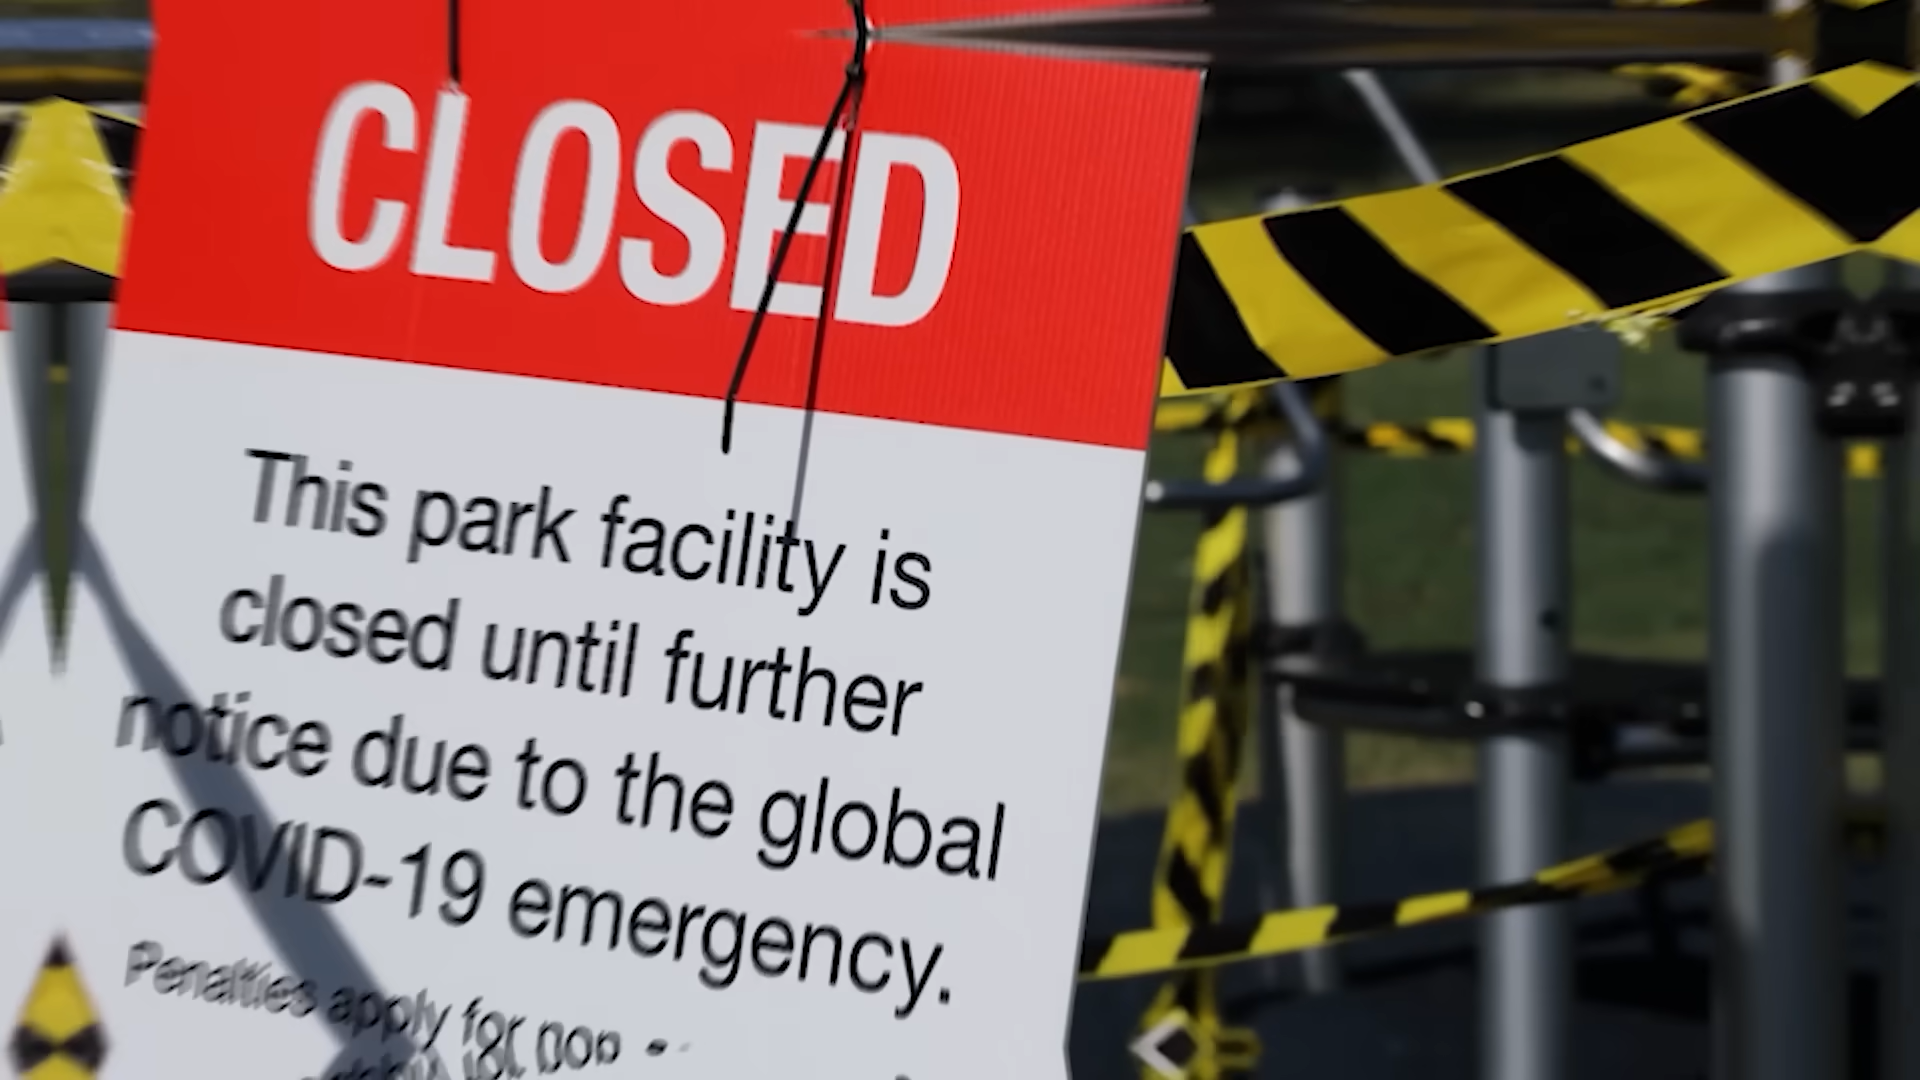 CLOSED
This park facility is
closed until further
notice due to the global
COVID-19 emergency.
Penalties apply for